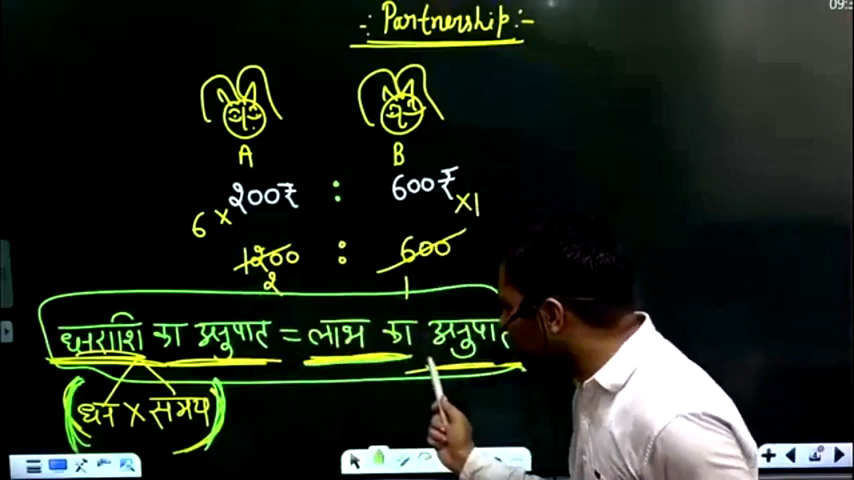 -: Partnership :-
A B
200₹ : 600₹
6× ×1
1200 : 600
2 1
धनराशि का अनुपात = लाभ का अनुपात
(धन × समय)